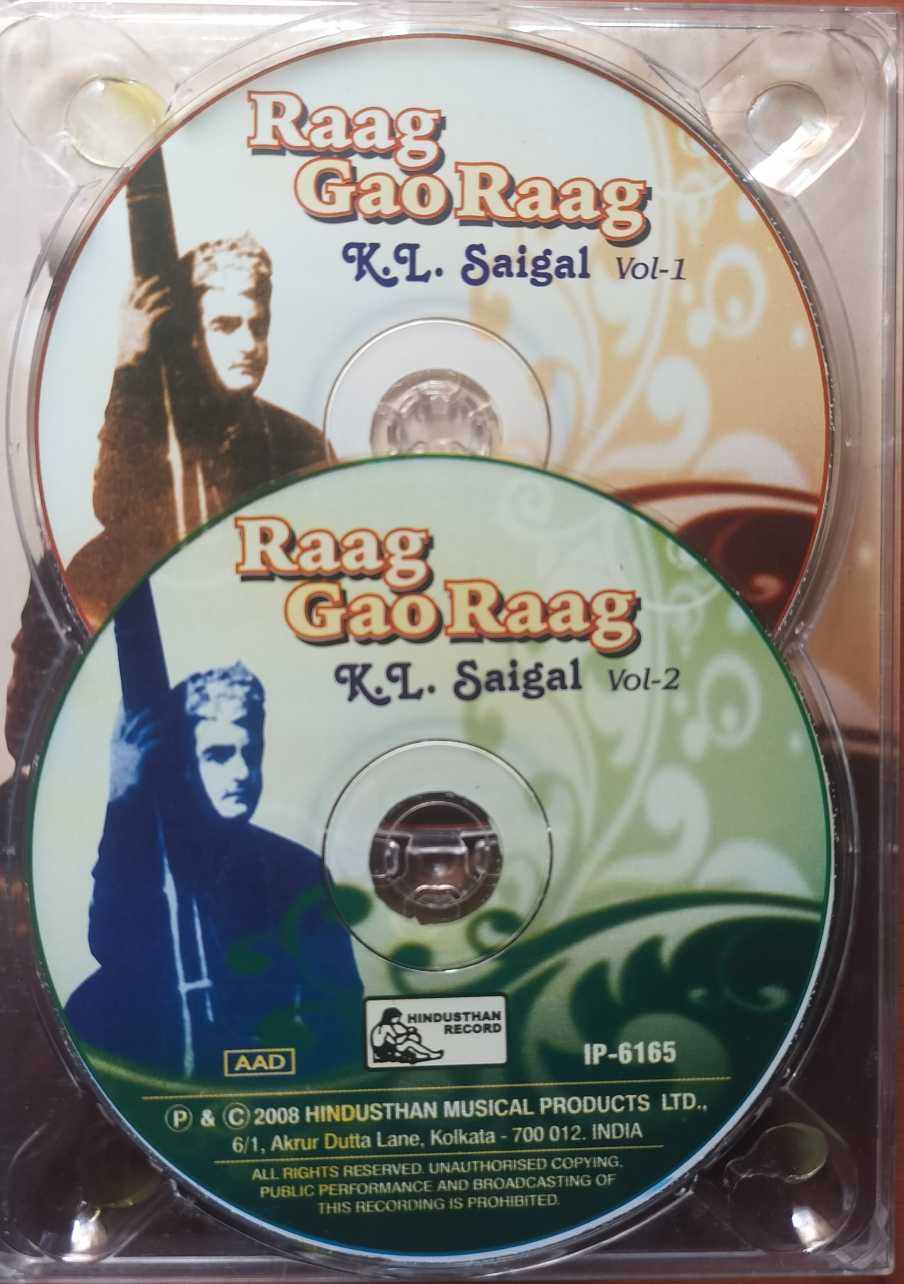 Raag
Gao Raag
K.L. Saigal Vol-1
Raag
Gao Raag
K.L. Saigal Vol-2
HINDUSTHAN
RECORD
AAD
IP-6165
Ⓟ & Ⓒ 2008 HINDUSTHAN MUSICAL PRODUCTS LTD.,
6/1, Akrur Dutta Lane, Kolkata - 700 012. INDIA
ALL RIGHTS RESERVED. UNAUTHORISED COPYING,
PUBLIC PERFORMANCE AND BROADCASTING OF
THIS RECORDING IS PROHIBITED.